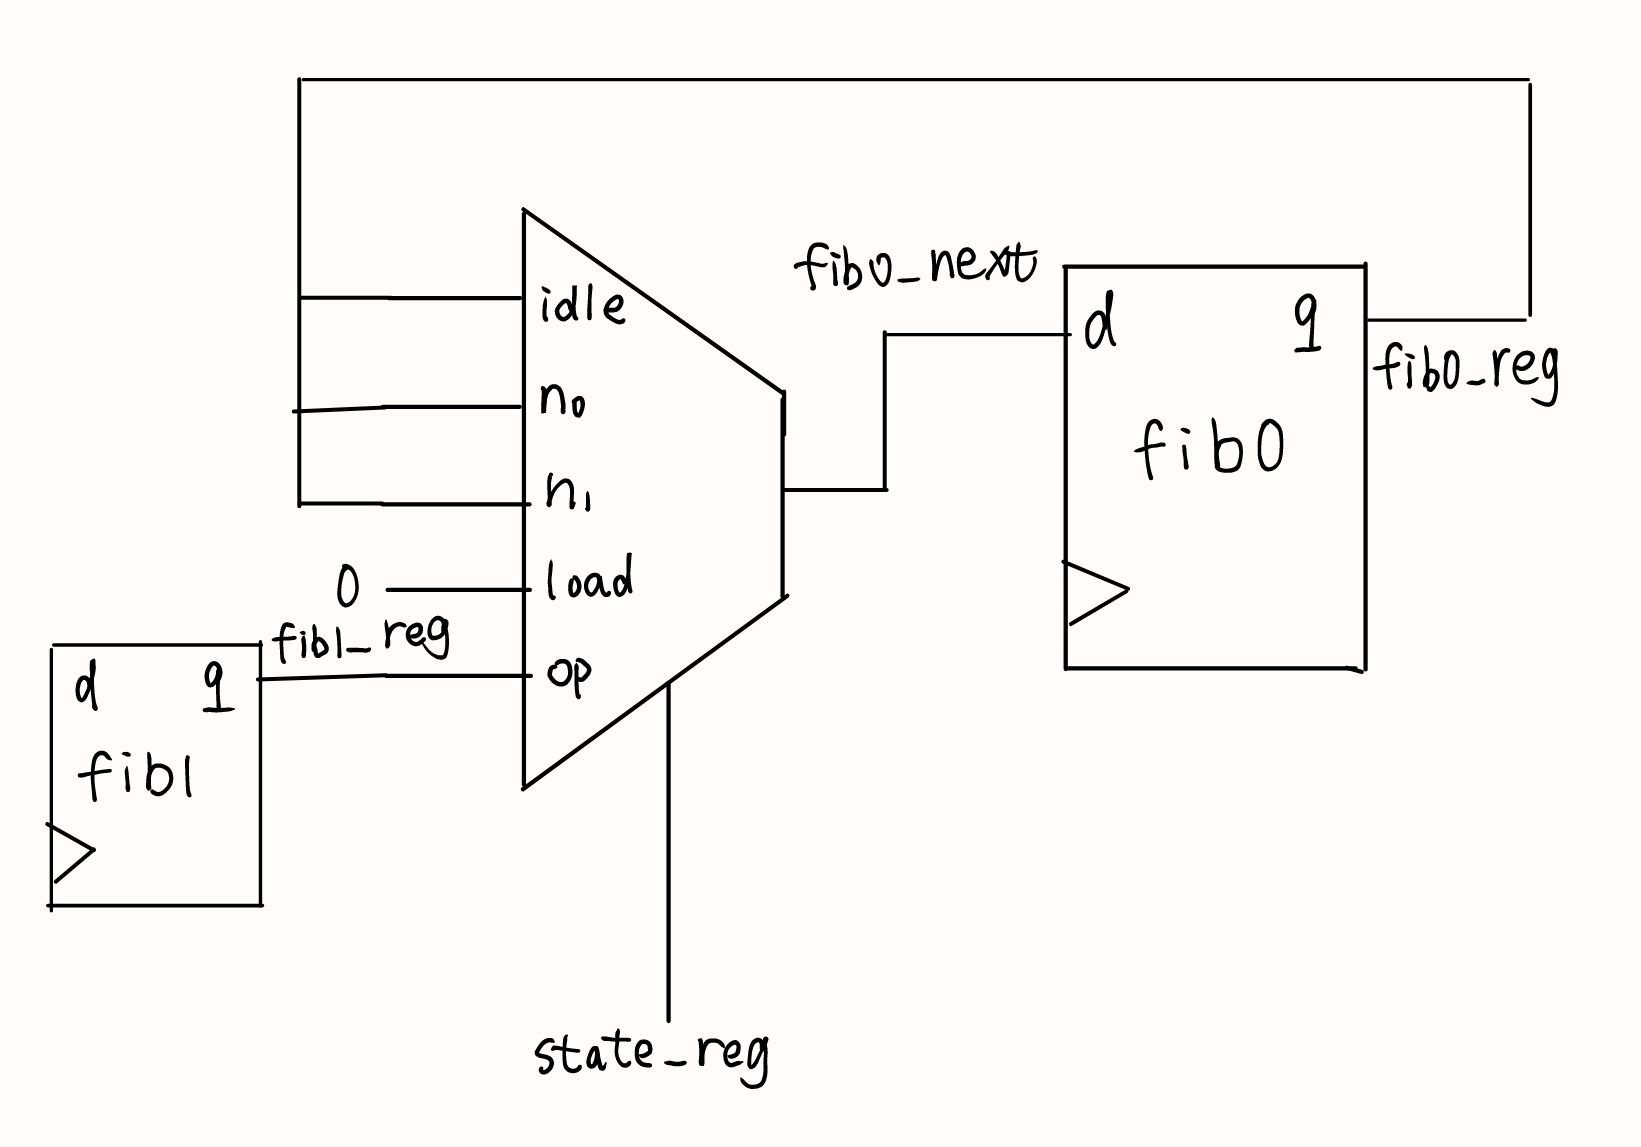 fib0_next
idle
d
q
n0
fib0_reg
fib0
n1
0
load
fib1_reg
op
d
q
fib1
state_reg